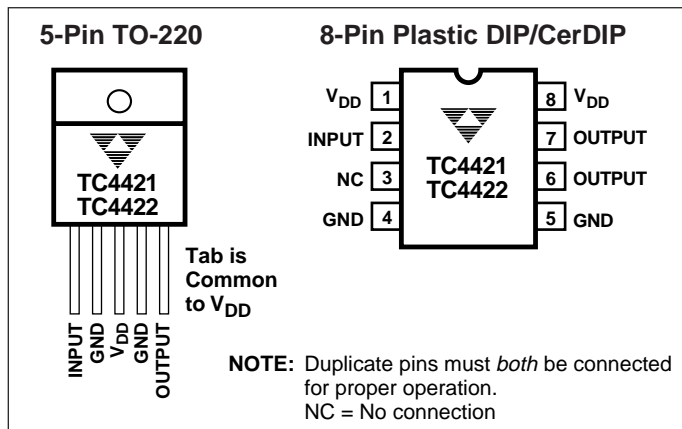 5-Pin TO-220
TC4421
TC4422
Tab is
Common
to VDD
INPUT
GND
VDD
GND
OUTPUT
8-Pin Plastic DIP/CerDIP
VDD 1
INPUT 2
NC 3
GND 4
TC4421
TC4422
8 VDD
7 OUTPUT
6 OUTPUT
5 GND
NOTE: Duplicate pins must both be connected
for proper operation.
NC = No connection